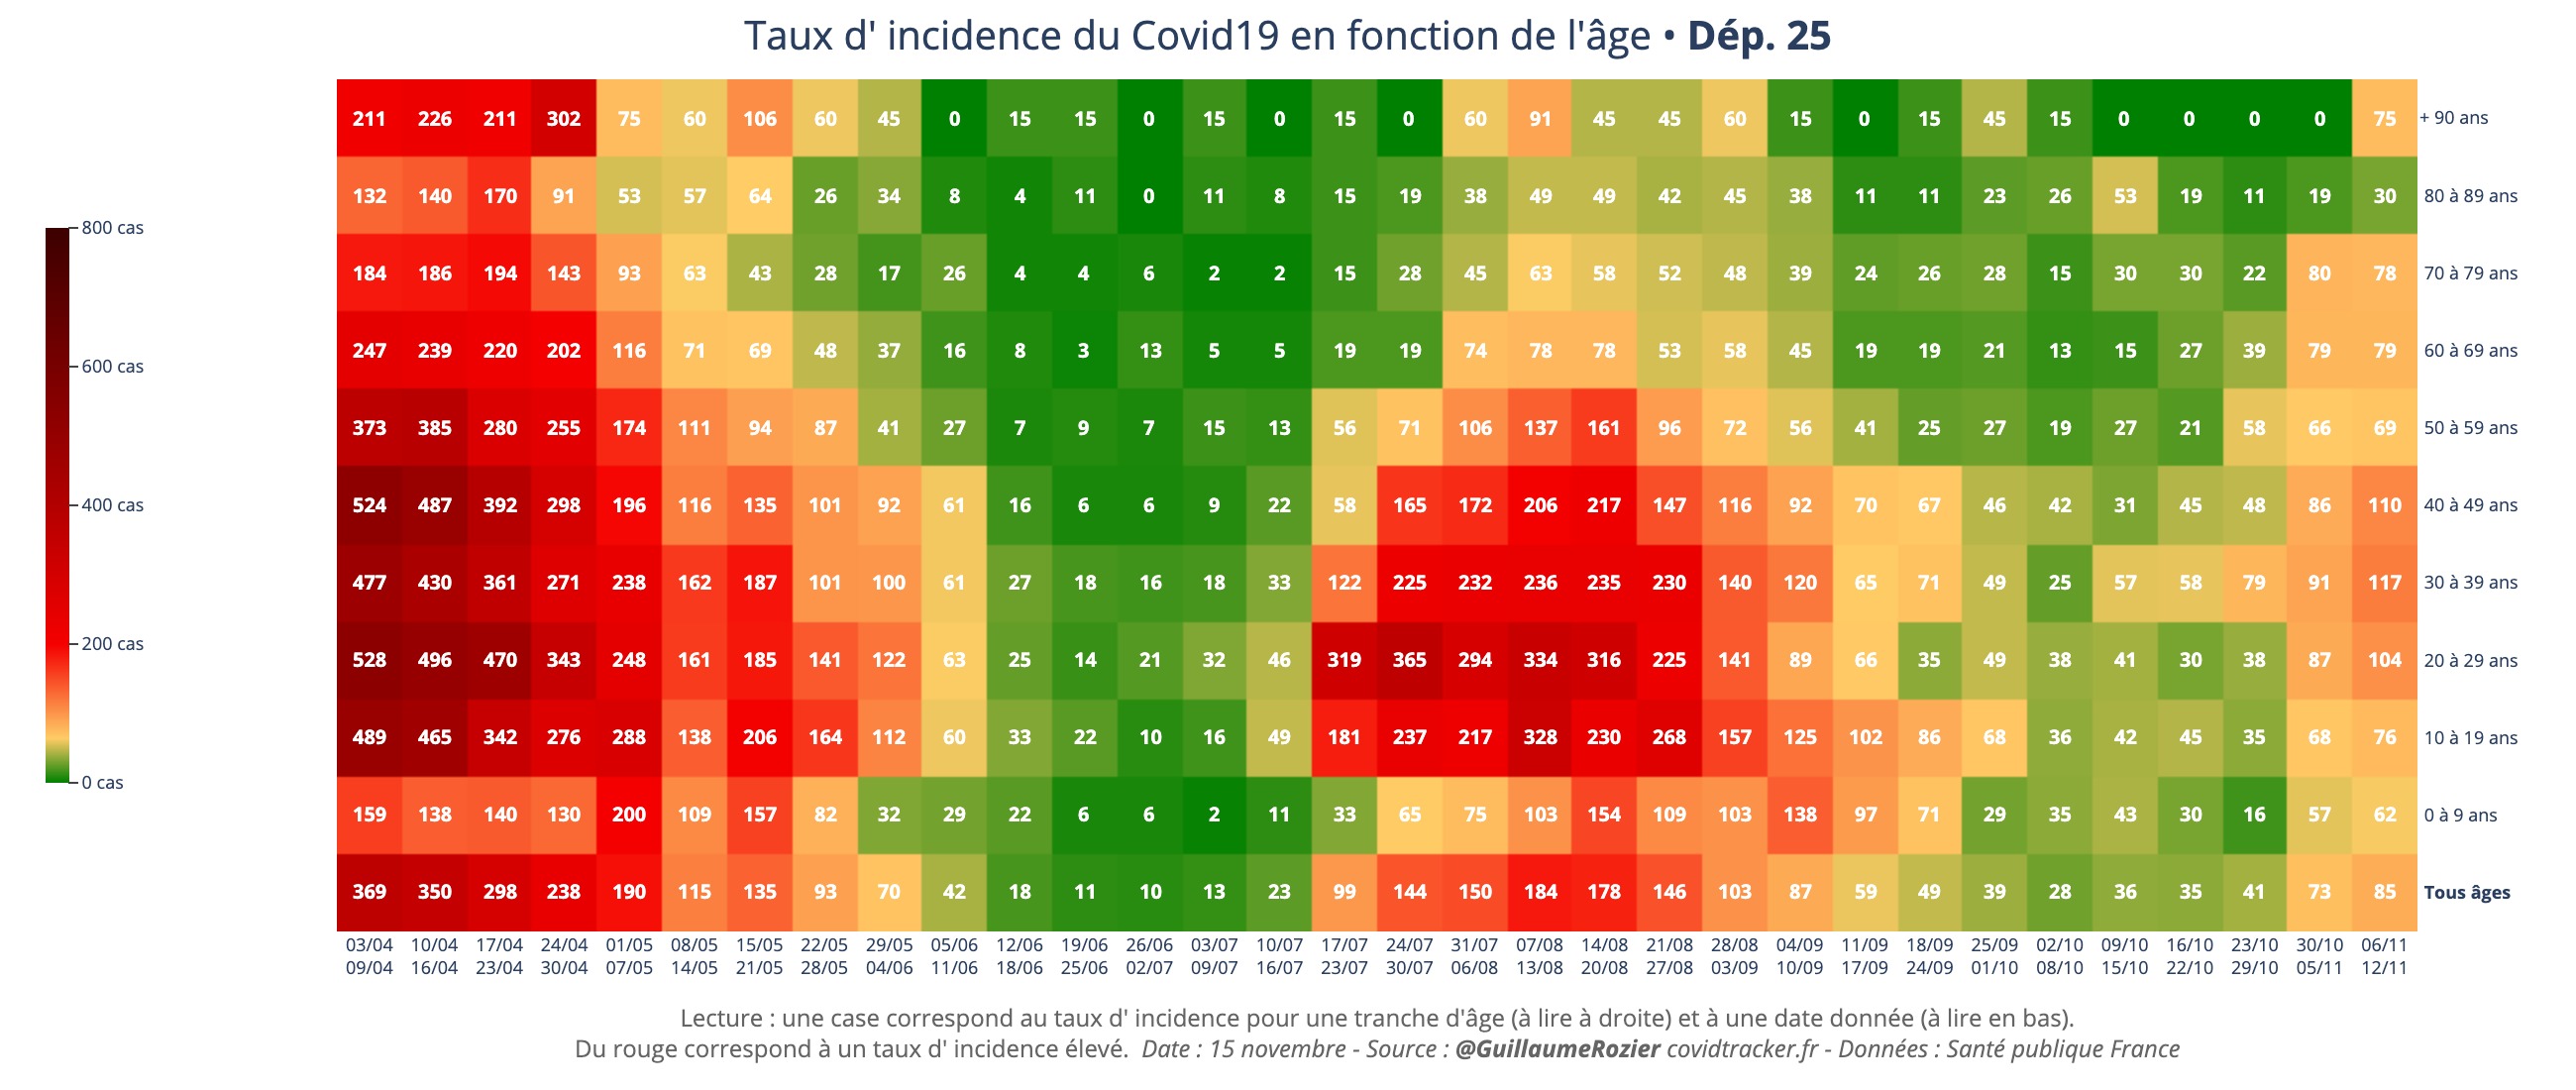 Taux d' incidence du Covid19 en fonction de l'âge • Dép. 25
800 cas
600 cas
400 cas
200 cas
0 cas
211 226 211 302 75 60 106 60 45 0 15 15 0 15 0 15 0 60 91 45 45 60 15 0 15 45 15 0 0 0 0 75 + 90 ans
132 140 170 91 53 57 64 26 34 8 4 11 0 11 8 15 19 38 49 49 42 45 38 11 11 23 26 53 19 11 19 30 80 à 89 ans
184 186 194 143 93 63 43 28 17 26 4 4 6 2 2 15 28 45 63 58 52 48 39 24 26 28 15 30 30 22 80 78 70 à 79 ans
247 239 220 202 116 71 69 48 37 16 8 3 13 5 5 19 19 74 78 78 53 58 45 19 19 21 13 15 27 39 79 79 60 à 69 ans
373 385 280 255 174 111 94 87 41 27 7 9 7 15 13 56 71 106 137 161 96 72 56 41 25 27 19 27 21 58 66 69 50 à 59 ans
524 487 392 298 196 116 135 101 92 61 16 6 6 9 22 58 165 172 206 217 147 116 92 70 67 46 42 31 45 48 86 110 40 à 49 ans
477 430 361 271 238 162 187 101 100 61 27 18 16 18 33 122 225 232 236 235 230 140 120 65 71 49 25 57 58 79 91 117 30 à 39 ans
528 496 470 343 248 161 185 141 122 63 25 14 21 32 46 319 365 294 334 316 225 141 89 66 35 49 38 41 30 38 87 104 20 à 29 ans
489 465 342 276 288 138 206 164 112 60 33 22 10 16 49 181 237 217 328 230 268 157 125 102 86 68 36 42 45 35 68 76 10 à 19 ans
159 138 140 130 200 109 157 82 32 29 22 6 6 2 11 33 65 75 103 154 109 103 138 97 71 29 35 43 30 16 57 62 0 à 9 ans
369 350 298 238 190 115 135 93 70 42 18 11 10 13 23 99 144 150 184 178 146 103 87 59 49 39 28 36 35 41 73 85 Tous âges
03/04 10/04 17/04 24/04 01/05 08/05 15/05 22/05 29/05 05/06 12/06 19/06 26/06 03/07 10/07 17/07 24/07 31/07 07/08 14/08 21/08 28/08 04/09 11/09 18/09 25/09 02/10 09/10 16/10 23/10 30/10 06/11
09/04 16/04 23/04 30/04 07/05 14/05 21/05 28/05 04/06 11/06 18/06 25/06 02/07 09/07 16/07 23/07 30/07 06/08 13/08 20/08 27/08 03/09 10/09 17/09 24/09 01/10 08/10 15/10 22/10 29/10 05/11 12/11
Lecture : une case correspond au taux d' incidence pour une tranche d'âge (à lire à droite) et à une date donnée (à lire en bas).
Du rouge correspond à un taux d' incidence élevé. Date : 15 novembre - Source : @GuillaumeRozier covidtracker.fr - Données : Santé publique France